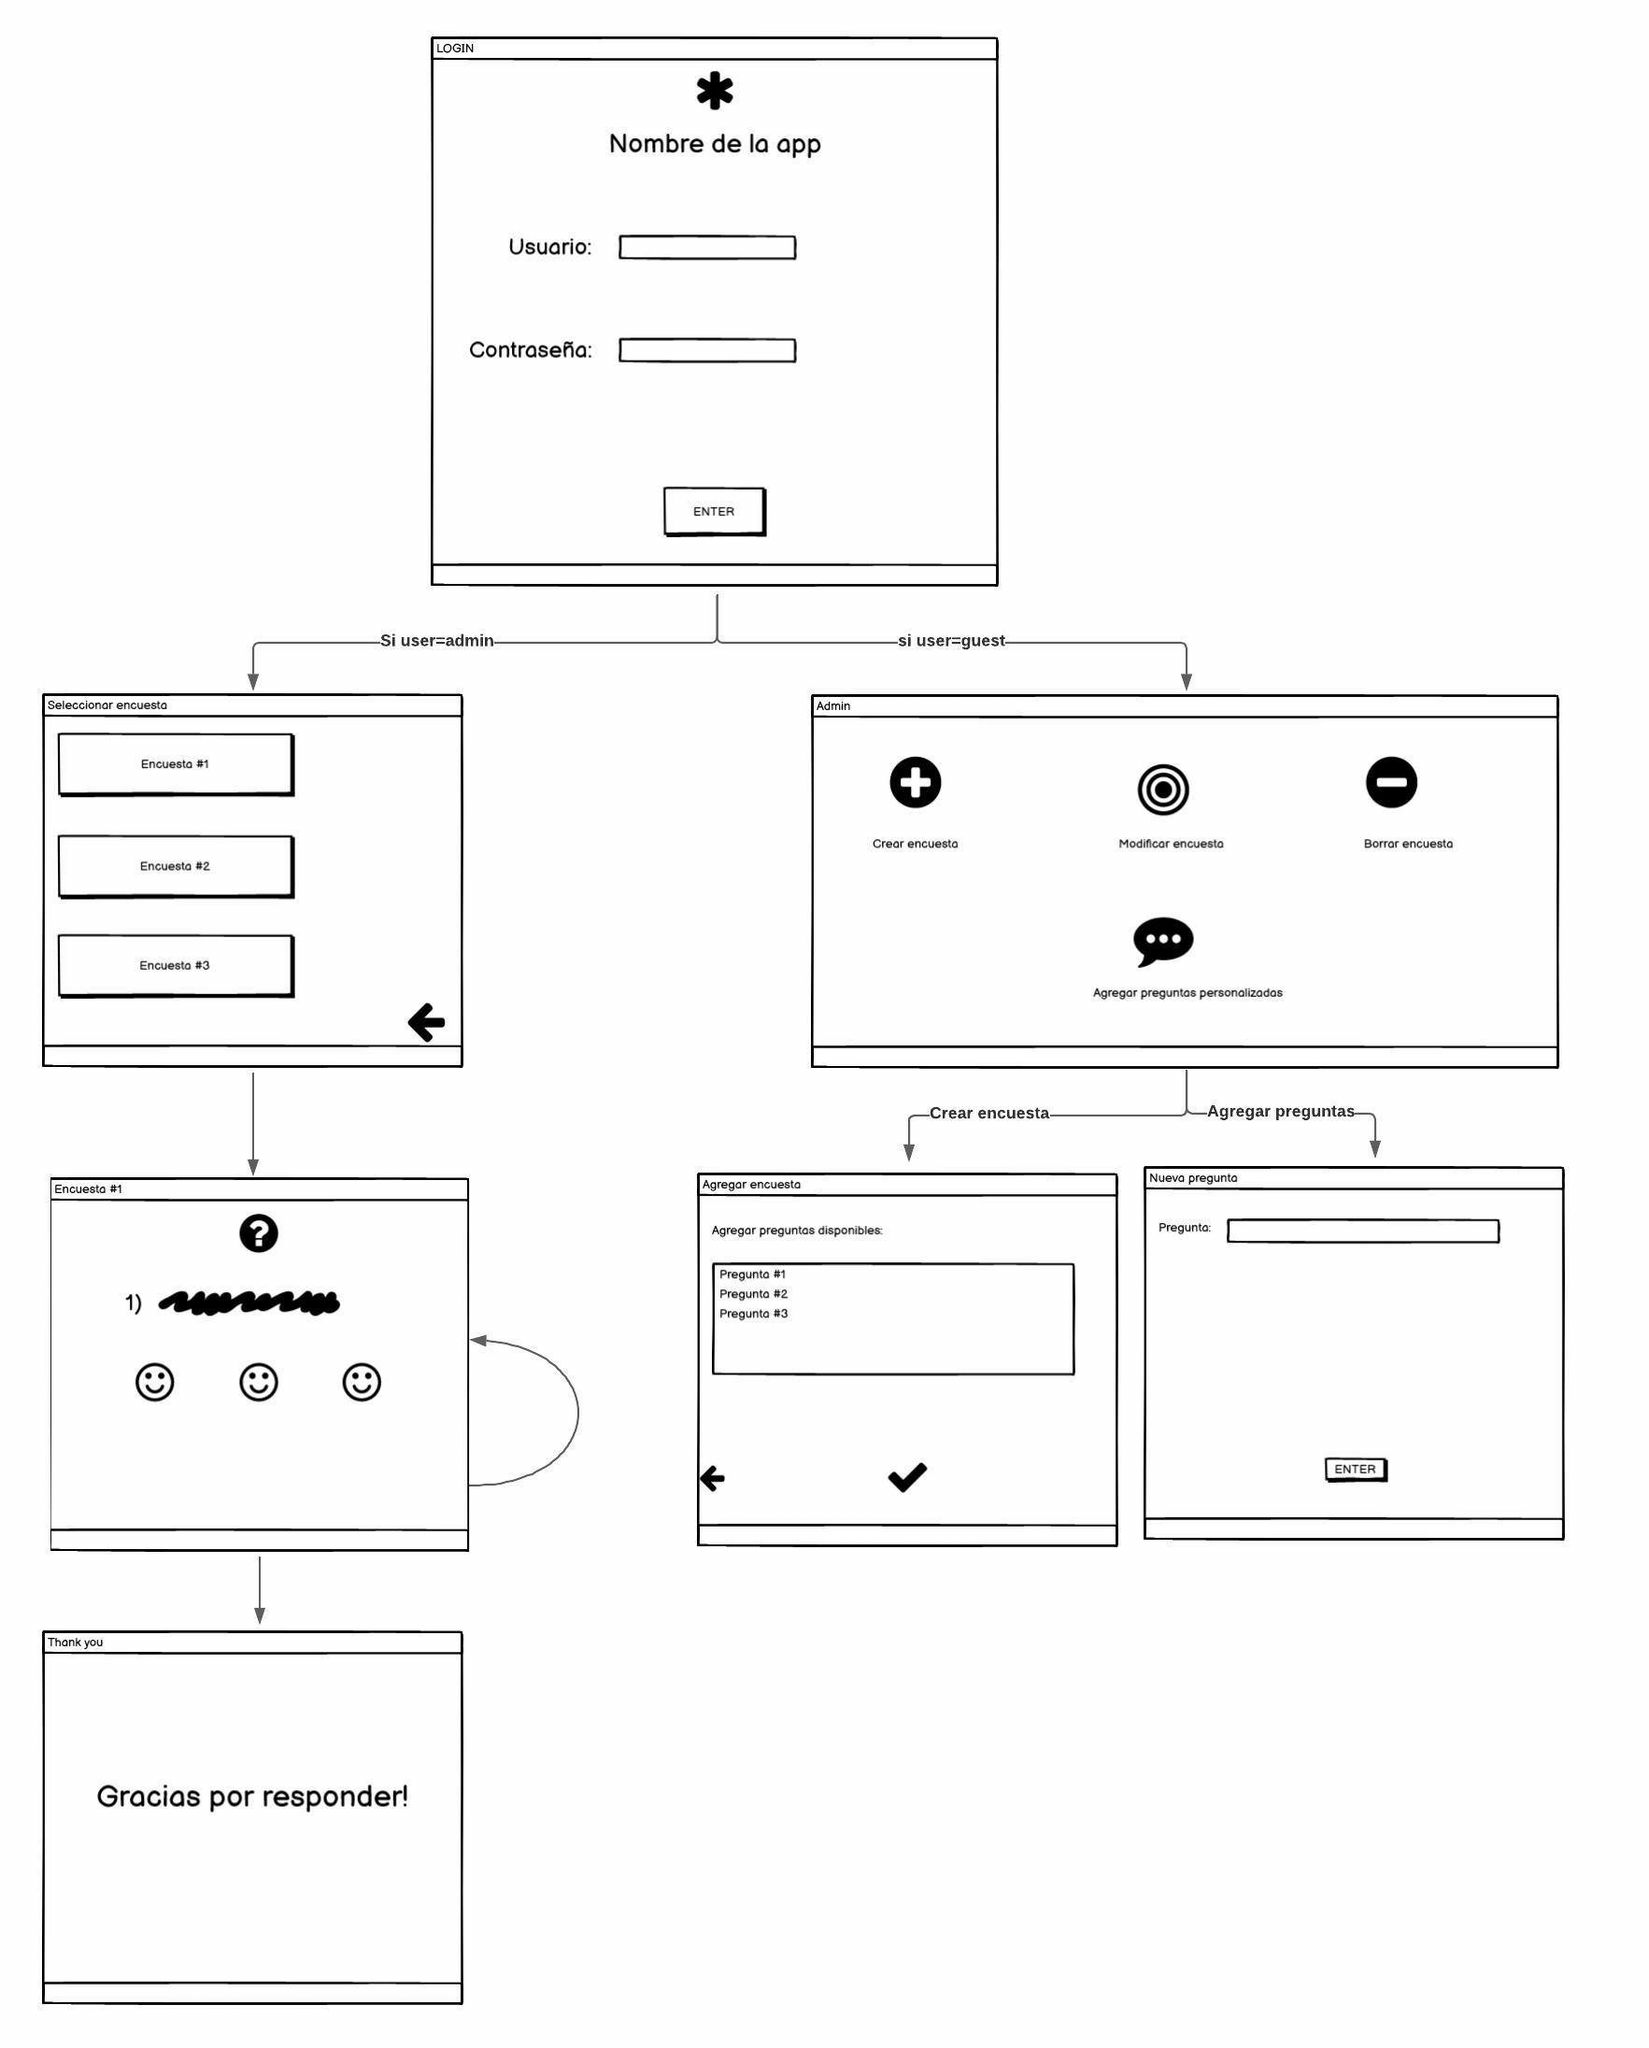 LOGIN
Nombre de la app
Usuario:
Contraseña:
ENTER
Si user=admin
si user=guest
Seleccionar encuesta
Encuesta #1
Encuesta #2
Encuesta #3
Admin
Crear encuesta
Modificar encuesta
Borrar encuesta
Agregar preguntas personalizadas
Crear encuesta
Agregar preguntas
Encuesta #1
?
1)
Agregar encuesta
Agregar preguntas disponibles:
Pregunta #1
Pregunta #2
Pregunta #3
Nueva pregunta
Pregunta:
ENTER
Thank you
Gracias por responder!